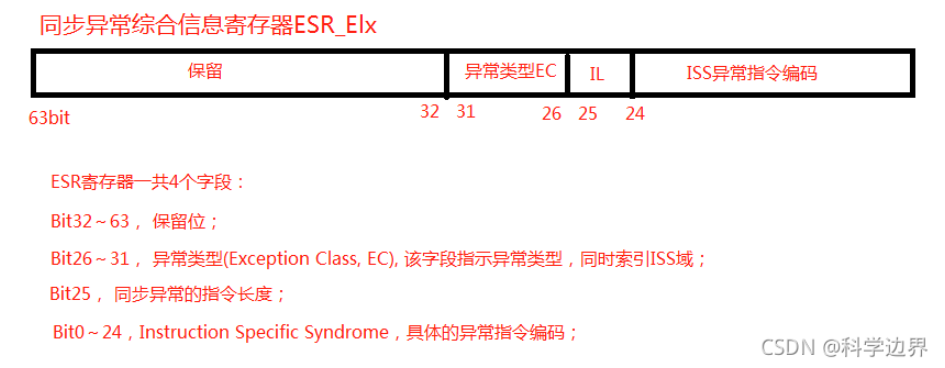 同步异常综合信息寄存器ESR_Elx
保留 异常类型EC IL ISS异常指令编码
63bit 32 31 26 25 24
ESR寄存器一共4个字段：
Bit32～63， 保留位；
Bit26～31， 异常类型(Exception Class, EC), 该字段指示异常类型，同时索引ISS域；
Bit25， 同步异常的指令长度；
Bit0～24，Instruction Specific Syndrome，具体的异常指令编码；
CSDN @科学边界